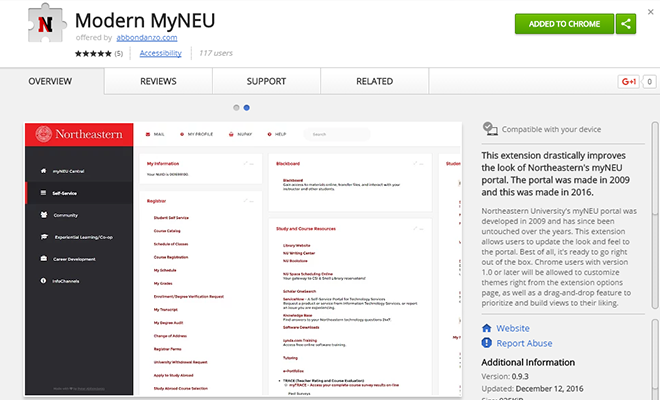 Modern MyNEU
offered by abbondanzo.com
★★★★★ (5) Accessibility 117 users
ADDED TO CHROME
OVERVIEW REVIEWS SUPPORT RELATED
G+1 0
Northeastern
MAIL MY PROFILE NUPAY HELP Search
myNEU Central
Self-Service
Community
Experiential Learning/Co-op
Career Development
InfoChannels
My Information
Registrar
Student Self Service
Course Catalog
Schedule of Classes
Course Registration
My Schedule
My Grades
Enrollment/Degree Verification Request
My Transcript
My Degree Audit
Change of Address
Registrar Forms
University Withdrawal Request
Apply to Study Abroad
Study Abroad Course Selection
Blackboard
Blackboard
Gain access to materials online, transfer files, and interact with your
instructor and other students.
Study and Course Resources
Library Website
NU Writing Center
NU Bookstore
NU Space Scheduling Online
Your gateway to CSI & Shell Library reservations!
Scholar OneSearch
ServiceNow - A Self-Service Portal for Technology Services
Request a product or service from Information Technology Services, or report
an issue you are experiencing.
Knowledge Base
Find answers to your Northeastern technology questions 24x7.
Software Downloads
Lynda.com Training
Access free online software training.
Tutoring
e-Portfolios
TRACE (Teacher Rating and Course Evaluation)
myTRACE - Access your complete course survey results on-line
Past Surveys
Studen
Compatible with your device
This extension drastically improves
the look of Northeastern's myNEU
portal. The portal was made in 2009
and this was made in 2016.
Northeastern University's myNEU portal was
developed in 2009 and has since been
untouched over the years. This extension
allows users to update the look and feel to
the portal. Best of all, it's ready to go right
out of the box. Chrome users with version
1.0 or later will be allowed to customize
themes right from the extension options
page, as well as a drag-and-drop feature to
prioritize and build views to their liking.
Website
Report Abuse
Additional Information
Version: 0.9.3
Updated: December 12, 2016